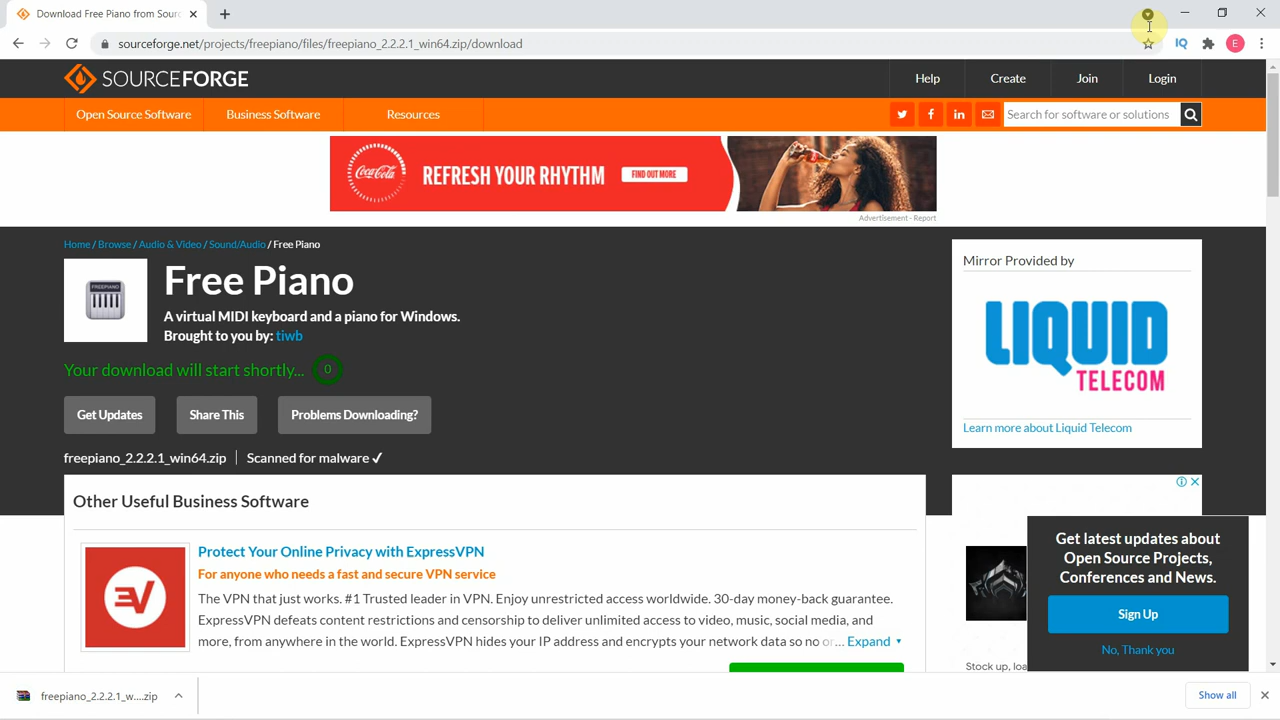 Download Free Piano from Sour
sourceforge.net/projects/freepiano/files/freepiano_2.2.2.1_win64.zip/download
IQ
E
SOURCEFORGE
Help
Create
Join
Login
Open Source Software
Business Software
Resources
Search for software or solutions
Coca-Cola
REFRESH YOUR RHYTHM
FIND OUT MORE
Advertisement - Report
Home / Browse / Audio & Video / Sound/Audio / Free Piano
FREEPIANO
Free Piano
A virtual MIDI keyboard and a piano for Windows.
Brought to you by: tiwb
Your download will start shortly... 0
Get Updates
Share This
Problems Downloading?
freepiano_2.2.2.1_win64.zip
Scanned for malware ✓
Mirror Provided by
LIQUID
TELECOM
Learn more about Liquid Telecom
Other Useful Business Software
Protect Your Online Privacy with ExpressVPN
For anyone who needs a fast and secure VPN service
The VPN that just works. #1 Trusted leader in VPN. Enjoy unrestricted access worldwide. 30-day money-back guarantee.
ExpressVPN defeats content restrictions and censorship to deliver unlimited access to video, music, social media, and
more, from anywhere in the world. ExpressVPN hides your IP address and encrypts your network data so no or... Expand
Stock up, loa
Get latest updates about
Open Source Projects,
Conferences and News.
Sign Up
No, Thank you
freepiano_2.2.2.1_w....zip
Show all